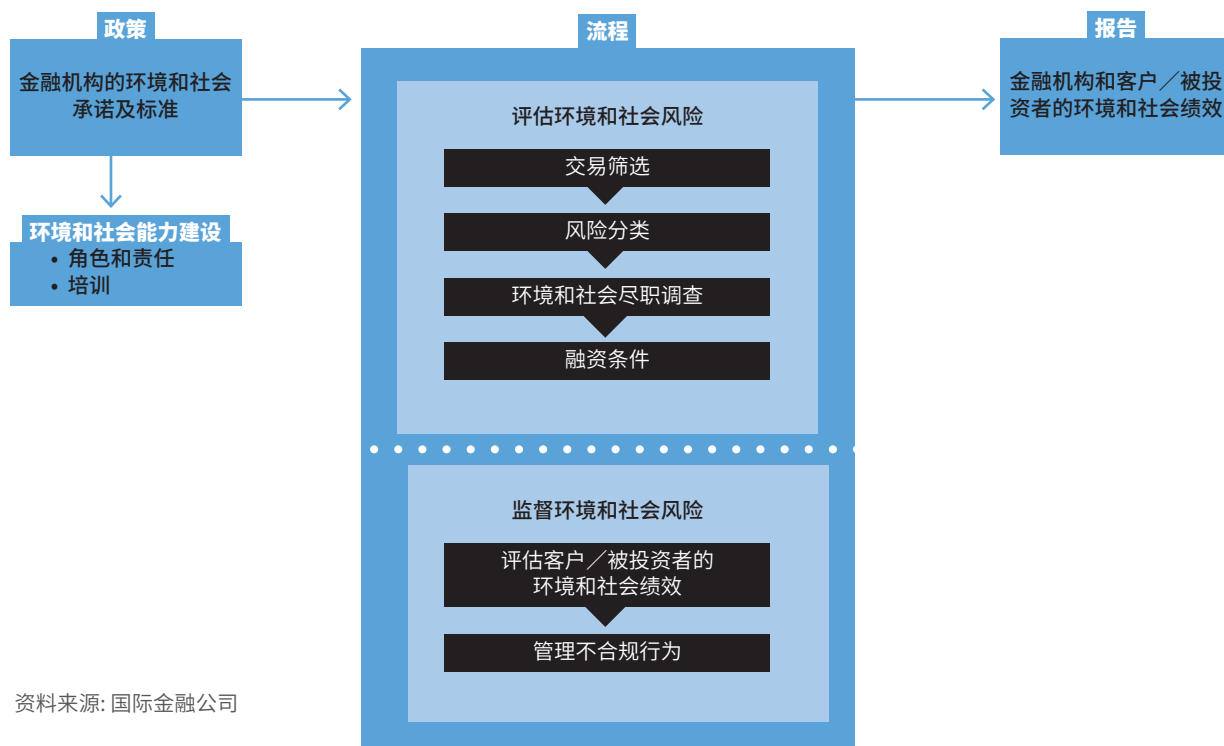 政策
金融机构的环境和社会
承诺及标准
环境和社会能力建设
• 角色和责任
• 培训
流程
评估环境和社会风险
交易筛选
风险分类
环境和社会尽职调查
融资条件
监督环境和社会风险
评估客户／被投资者的
环境和社会绩效
管理不合规行为
报告
金融机构和客户／被投
资者的环境和社会绩效
资料来源: 国际金融公司